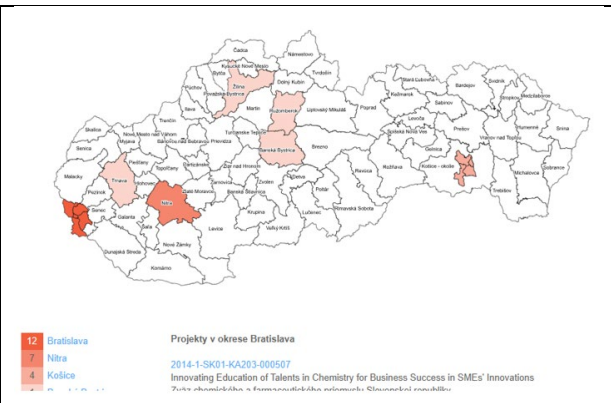 Čadca
Námestovo
Kysucké Nové Mesto
Bytča
Tvrdošín
Žilina
Dolný Kubín
Púchov
Považská Bystrica
Stará Ľubovňa
Svidník
Bardejov
Kežmarok
Stropkov
Medzilaborce
Ilava
Martin
Ružomberok
Liptovský Mikuláš
Poprad
Sabinov
Levoča
Trenčín
Humenné
Snina
Skalica
Nové Mesto nad Váhom
Turčianske Teplice
Prešov
Spišská Nová Ves
Myjava
Bánovce nad Bebravou
Prievidza
Vranov nad Topľou
Senica
Banská Bystrica
Brezno
Gelnica
Piešťany
Topoľčany
Partizánske
Žiar nad Hronom
Rožňava
Košice - okolie
Michalovce
Sobrance
Malacky
Trnava
Hlohovec
Zlaté Moravce
Žarnovica
Zvolen
Detva
Revúca
Trebišov
Pezinok
Banská Štiavnica
Poltár
Nitra
Senec
Galanta
Krupina
Lučenec
Rimavská Sobota
Šaľa
Levice
Veľký Krtíš
Dunajská Streda
Nové Zámky
Komárno
12 Bratislava
7 Nitra
4 Košice
Projekty v okrese Bratislava
2014-1-SK01-KA203-000507
Innovating Education of Talents in Chemistry for Business Success in SMEs' Innovations
Zväz chemického a farmaceutického priemyslu Slovenskej republiky